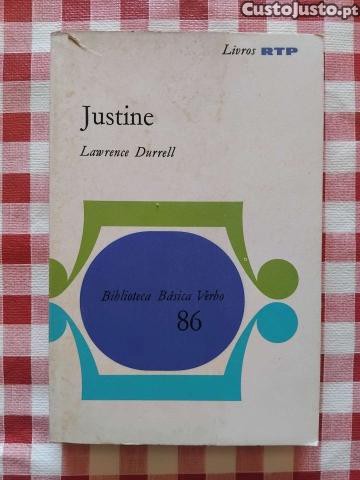 CustoJusto.pt
Livros RTP
Justine
Lawrence Durrell
Biblioteca Básica Verbo
86